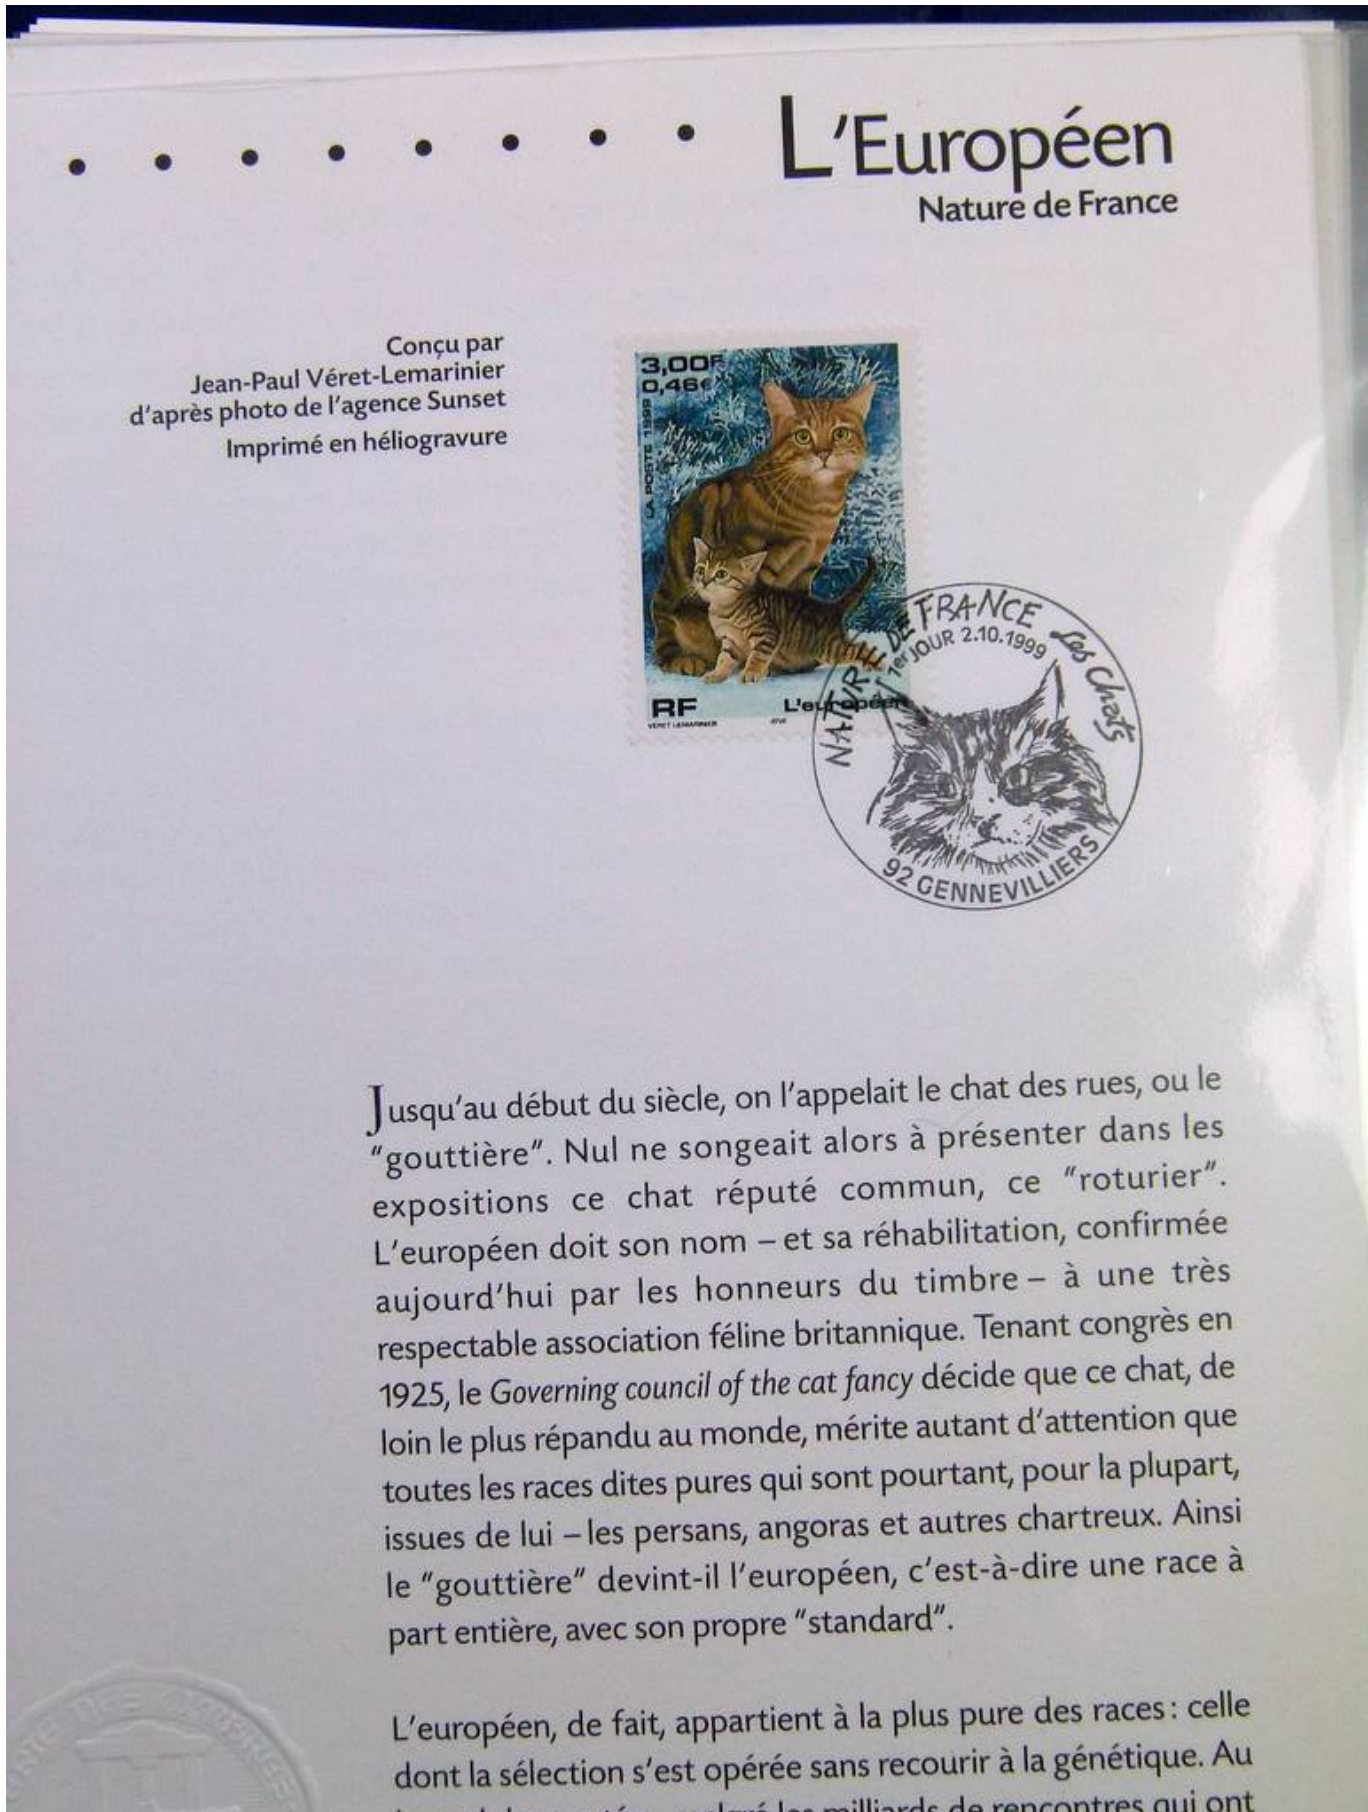 L'Européen
Nature de France
Conçu par
Jean-Paul Véret-Lemarinier
d'après photo de l'agence Sunset
Imprimé en héliogravure
3,00F
0,46€
LA POSTE 1999
RF
L'européen
VERET LEMARINIER
NATURE DE FRANCE Les Chats
1er JOUR 2.10.1999
92 GENNEVILLIERS
Jusqu'au début du siècle, on l'appelait le chat des rues, ou le
"gouttière". Nul ne songeait alors à présenter dans les
expositions ce chat réputé commun, ce "roturier".
L'européen doit son nom – et sa réhabilitation, confirmée
aujourd'hui par les honneurs du timbre – à une très
respectable association féline britannique. Tenant congrès en
1925, le Governing council of the cat fancy décide que ce chat, de
loin le plus répandu au monde, mérite autant d'attention que
toutes les races dites pures qui sont pourtant, pour la plupart,
issues de lui – les persans, angoras et autres chartreux. Ainsi
le "gouttière" devint-il l'européen, c'est-à-dire une race à
part entière, avec son propre "standard".
L'européen, de fait, appartient à la plus pure des races : celle
dont la sélection s'est opérée sans recourir à la génétique. Au
milliards de rencontres qui ont